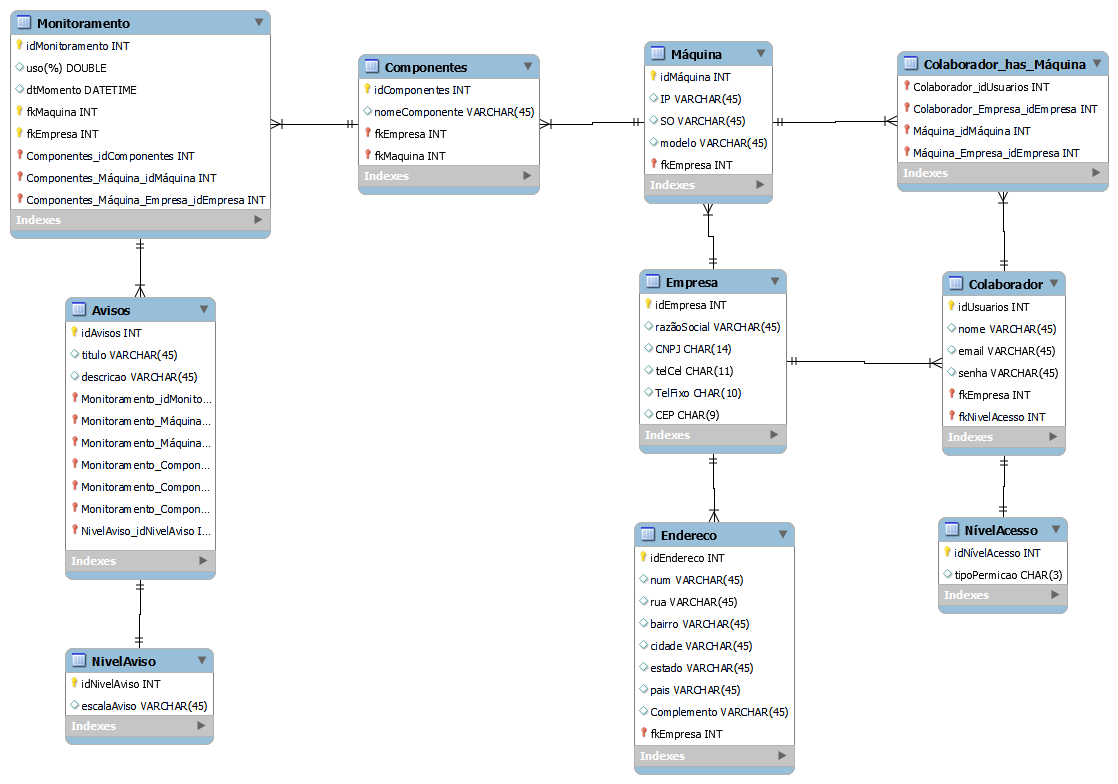 Monitoramento
idMonitoramento INT
uso(%) DOUBLE
dtMomento DATETIME
fkMaquina INT
fkEmpresa INT
Componentes_idComponentes INT
Componentes_Máquina_idMáquina INT
Componentes_Máquina_Empresa_idEmpresa INT
Indexes
Componentes
idComponentes INT
nomeComponente VARCHAR(45)
fkEmpresa INT
fkMaquina INT
Indexes
Máquina
idMáquina INT
IP VARCHAR(45)
SO VARCHAR(45)
modelo VARCHAR(45)
fkEmpresa INT
Indexes
Colaborador_has_Máquina
Colaborador_idUsuarios INT
Colaborador_Empresa_idEmpresa INT
Máquina_idMáquina INT
Máquina_Empresa_idEmpresa INT
Indexes
Avisos
idAvisos INT
titulo VARCHAR(45)
descricao VARCHAR(45)
Monitoramento_idMonito...
Monitoramento_Máquina...
Monitoramento_Máquina...
Monitoramento_Compon...
Monitoramento_Compon...
Monitoramento_Compon...
NivelAviso_idNivelAviso I...
Indexes
Empresa
idEmpresa INT
razãoSocial VARCHAR(45)
CNPJ CHAR(14)
telCel CHAR(11)
TelFixo CHAR(10)
CEP CHAR(9)
Indexes
Colaborador
idUsuarios INT
nome VARCHAR(45)
email VARCHAR(45)
senha VARCHAR(45)
fkEmpresa INT
fkNivelAcesso INT
Indexes
NivelAviso
idNivelAviso INT
escalaAviso VARCHAR(45)
Indexes
Endereco
idEndereco INT
num VARCHAR(45)
rua VARCHAR(45)
bairro VARCHAR(45)
cidade VARCHAR(45)
estado VARCHAR(45)
pais VARCHAR(45)
Complemento VARCHAR(45)
fkEmpresa INT
Indexes
NívelAcesso
idNívelAcesso INT
tipoPermicao CHAR(3)
Indexes